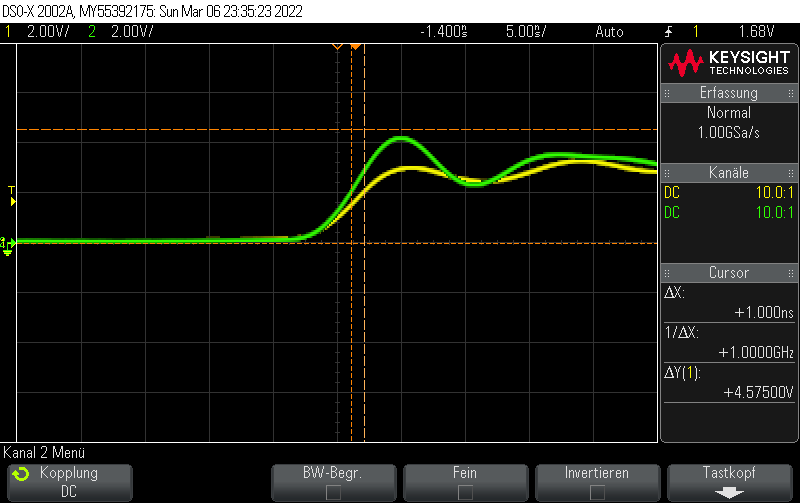 DSO-X 2002A, MY55392175: Sun Mar 06 23:35:23 2022
1 2.00V/ 2 2.00V/ -1.400ns 5.00ns/ Auto 1 1.68V
KEYSIGHT
TECHNOLOGIES
Erfassung
Normal
1.00GSa/s
Kanäle
DC 10.0:1
DC 10.0:1
Cursor
ΔX:
+1.000ns
1/ΔX:
+1.0000GHz
ΔY(1):
+4.57500V
T
Kanal 2 Menü
Kopplung
DC
BW-Begr.
Fein
Invertieren
Tastkopf